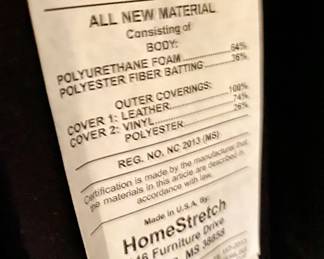 ALL NEW MATERIAL
Consisting of
BODY:
POLYURETHANE FOAM 64%
POLYESTER FIBER BATTING 36%
OUTER COVERINGS:
COVER 1: LEATHER 100%
COVER 2: VINYL 74%
POLYESTER 26%
REG. NO. NC 2013 (MS)
Certification is made by the manufacturer that
the materials in this article are described in
accordance with law.
Made in U.S.A. By:
HomeStretch
Furniture Drive
MS 38858